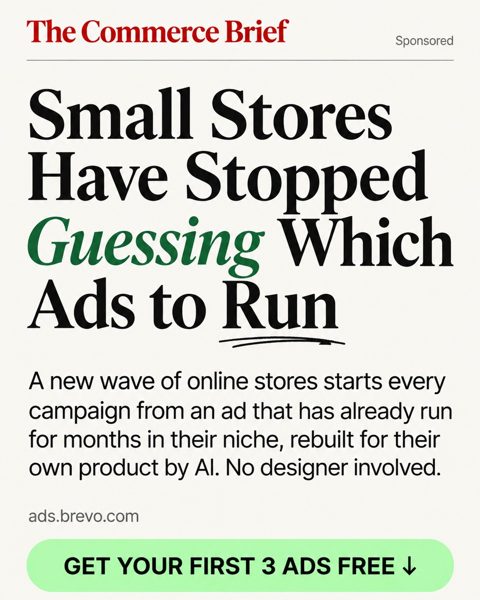 The Commerce Brief
Sponsored
Small Stores
Have Stopped
Guessing Which
Ads to Run
A new wave of online stores starts every
campaign from an ad that has already run
for months in their niche, rebuilt for their
own product by AI. No designer involved.
ads.brevo.com
GET YOUR FIRST 3 ADS FREE ↓